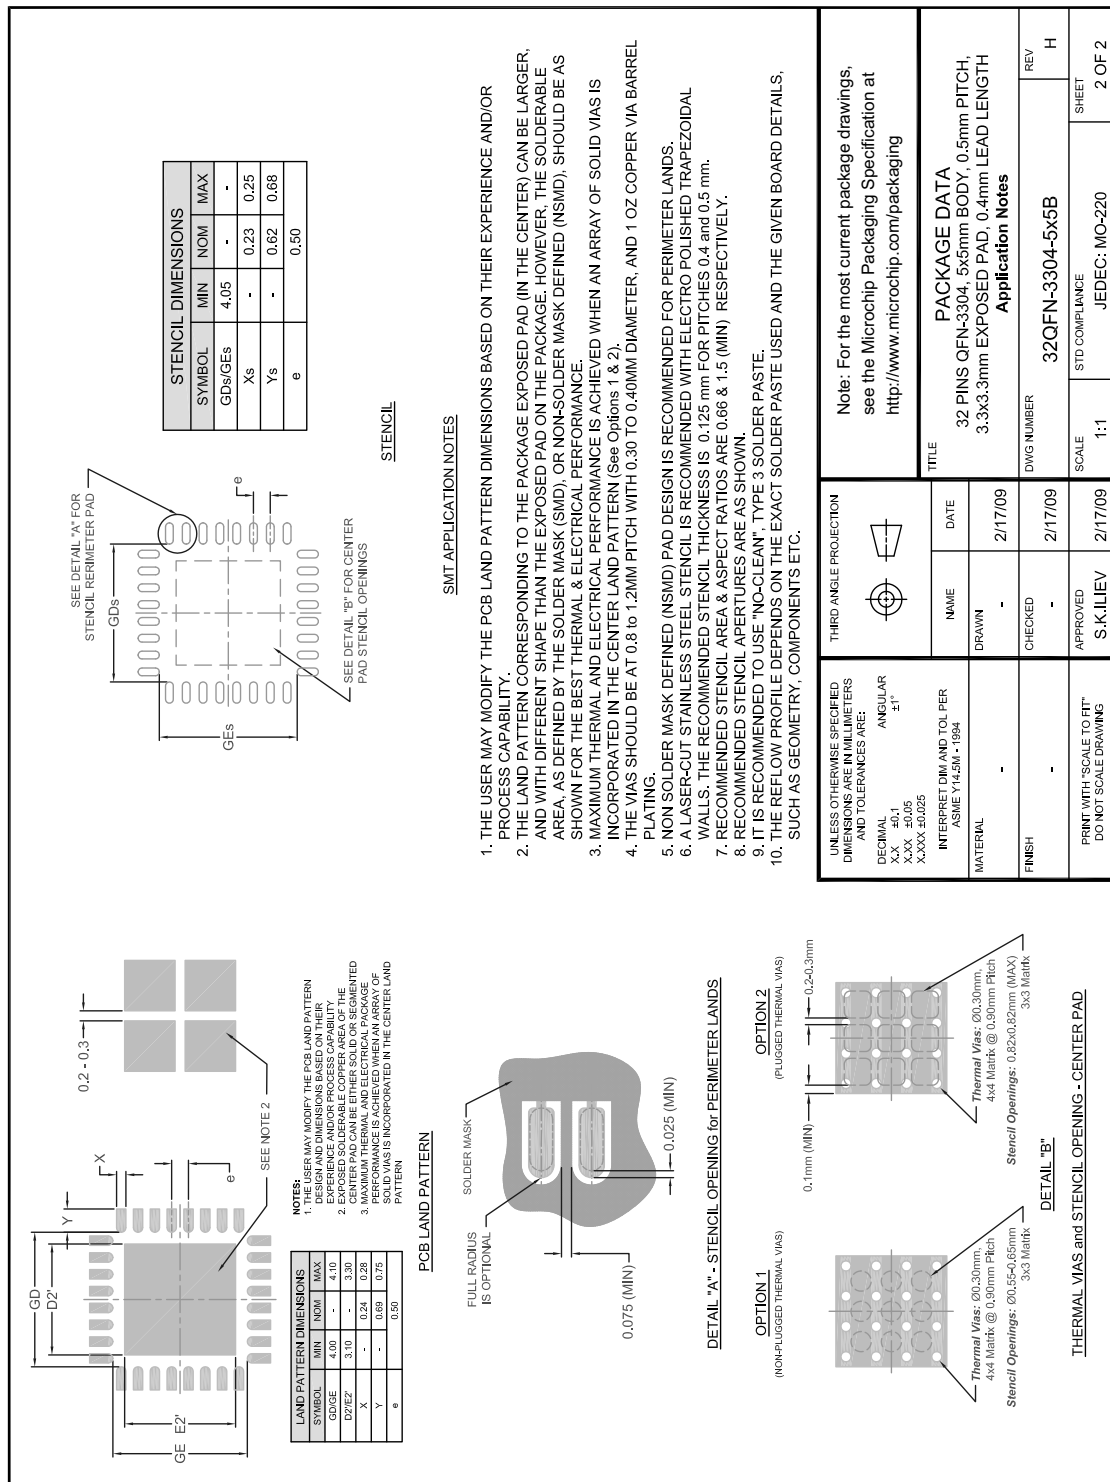 GD
D2'
GE
E2'
X
Y
e
0.2 - 0.3
SEE NOTE 2
LAND PATTERN DIMENSIONS
SYMBOL MIN NOM MAX
GD/GE 4.00 - 4.10
D2'/E2' 3.10 - 3.30
X - 0.24 0.28
Y - 0.69 0.75
e 0.50
NOTES:
1. THE USER MAY MODIFY THE PCB LAND PATTERN
DESIGN AND DIMENSIONS BASED ON THEIR
EXPERIENCE AND/OR PROCESS CAPABILITY
2. EXPOSED SOLDERABLE COPPER AREA OF THE
CENTER PAD CAN BE EITHER SOLID OR SEGMENTED
3. MAXIMUM THERMAL AND ELECTRICAL PACKAGE
PERFORMANCE IS ACHIEVED WHEN AN ARRAY OF
SOLID VIAS IS INCORPORATED IN THE CENTER LAND
PATTERN
PCB LAND PATTERN
SEE DETAIL "A" FOR
STENCIL RERIMETER PAD
GDs
GEs
e
SEE DETAIL "B" FOR CENTER
PAD STENCIL OPENINGS
STENCIL DIMENSIONS
SYMBOL MIN NOM MAX
GDs/GEs 4.05 - -
Xs - 0.23 0.25
Ys - 0.62 0.68
e 0.50
STENCIL
FULL RADIUS
IS OPTIONAL
SOLDER MASK
0.075 (MIN)
0.025 (MIN)
DETAIL "A" - STENCIL OPENING for PERIMETER LANDS
SMT APPLICATION NOTES
1. THE USER MAY MODIFY THE PCB LAND PATTERN DIMENSIONS BASED ON THEIR EXPERIENCE AND/OR
PROCESS CAPABILITY.
2. THE LAND PATTERN CORRESPONDING TO THE PACKAGE EXPOSED PAD (IN THE CENTER) CAN BE LARGER,
AND WITH DIFFERENT SHAPE THAN THE EXPOSED PAD ON THE PACKAGE. HOWEVER, THE SOLDERABLE
AREA, AS DEFINED BY THE SOLDER MASK (SMD), OR NON-SOLDER MASK DEFINED (NSMD), SHOULD BE AS
SHOWN FOR THE BEST THERMAL & ELECTRICAL PERFORMANCE.
3. MAXIMUM THERMAL AND ELECTRICAL PERFORMANCE IS ACHIEVED WHEN AN ARRAY OF SOLID VIAS IS
INCORPORATED IN THE CENTER LAND PATTERN (See Options 1 & 2).
4. THE VIAS SHOULD BE AT 0.8 to 1.2MM PITCH WITH 0.30 TO 0.40MM DIAMETER, AND 1 OZ COPPER VIA BARREL
PLATING.
5. NON SOLDER MASK DEFINED (NSMD) PAD DESIGN IS RECOMMENDED FOR PERIMETER LANDS.
6. A LASER-CUT STAINLESS STEEL STENCIL IS RECOMMENDED WITH ELECTRO POLISHED TRAPEZOIDAL
WALLS. THE RECOMMENDED STENCIL THICKNESS IS 0.125 mm FOR PITCHES 0.4 and 0.5 mm.
7. RECOMMENDED STENCIL AREA & ASPECT RATIOS ARE 0.66 & 1.5 (MIN) RESPECTIVELY.
8. RECOMMENDED STENCIL APERTURES ARE AS SHOWN.
9. IT IS RECOMMENDED TO USE "NO-CLEAN", TYPE 3 SOLDER PASTE.
10. THE REFLOW PROFILE DEPENDS ON THE EXACT SOLDER PASTE USED AND THE GIVEN BOARD DETAILS,
SUCH AS GEOMETRY, COMPONENTS ETC.
OPTION 1
(NON-PLUGGED THERMAL VIAS)
Thermal Vias: Ø0.30mm,
4x4 Matrix @ 0.90mm Pitch
Stencil Openings: Ø0.55-0.65mm
3x3 Matrix
OPTION 2
(PLUGGED THERMAL VIAS)
0.1mm (MIN)
0.2-0.3mm
Thermal Vias: Ø0.30mm,
4x4 Matrix @ 0.90mm Pitch
Stencil Openings: 0.82x0.82mm (MAX)
3x3 Matrix
DETAIL "B"
THERMAL VIAS and STENCIL OPENING - CENTER PAD
UNLESS OTHERWISE SPECIFIED
DIMENSIONS ARE IN MILLIMETERS
AND TOLERANCES ARE:
DECIMAL ANGULAR
X.X ±0.1 ±1°
X.XX ±0.05
X.XXX ±0.025
INTERPRET DIM AND TOL PER
ASME Y14.5M - 1994
MATERIAL
-
FINISH
-
PRINT WITH "SCALE TO FIT"
DO NOT SCALE DRAWING
THIRD ANGLE PROJECTION
NAME DATE
DRAWN
- 2/17/09
CHECKED
- 2/17/09
APPROVED
S.K.ILIEV 2/17/09
Note: For the most current package drawings,
see the Microchip Packaging Specification at
http://www.microchip.com/packaging
TITLE
PACKAGE DATA
32 PINS QFN-3304, 5x5mm BODY, 0.5mm PITCH,
3.3x3.3mm EXPOSED PAD, 0.4mm LEAD LENGTH
Application Notes
DWG NUMBER
32QFN-3304-5x5B
REV
H
SCALE
1:1
STD COMPLIANCE
JEDEC: MO-220
SHEET
2 OF 2